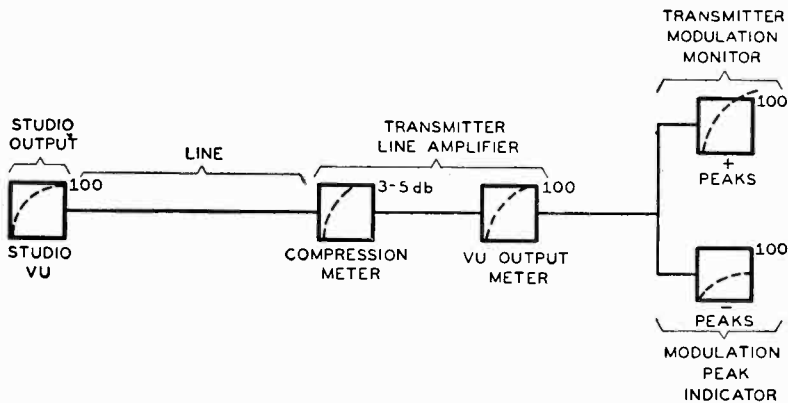 TRANSMITTER
MODULATION
MONITOR
100
+
PEAKS
STUDIO
OUTPUT
100
STUDIO
VU
LINE
TRANSMITTER
LINE AMPLIFIER
3-5 db
COMPRESSION
METER
100
VU OUTPUT
METER
100
−
PEAKS
MODULATION
PEAK
INDICATOR